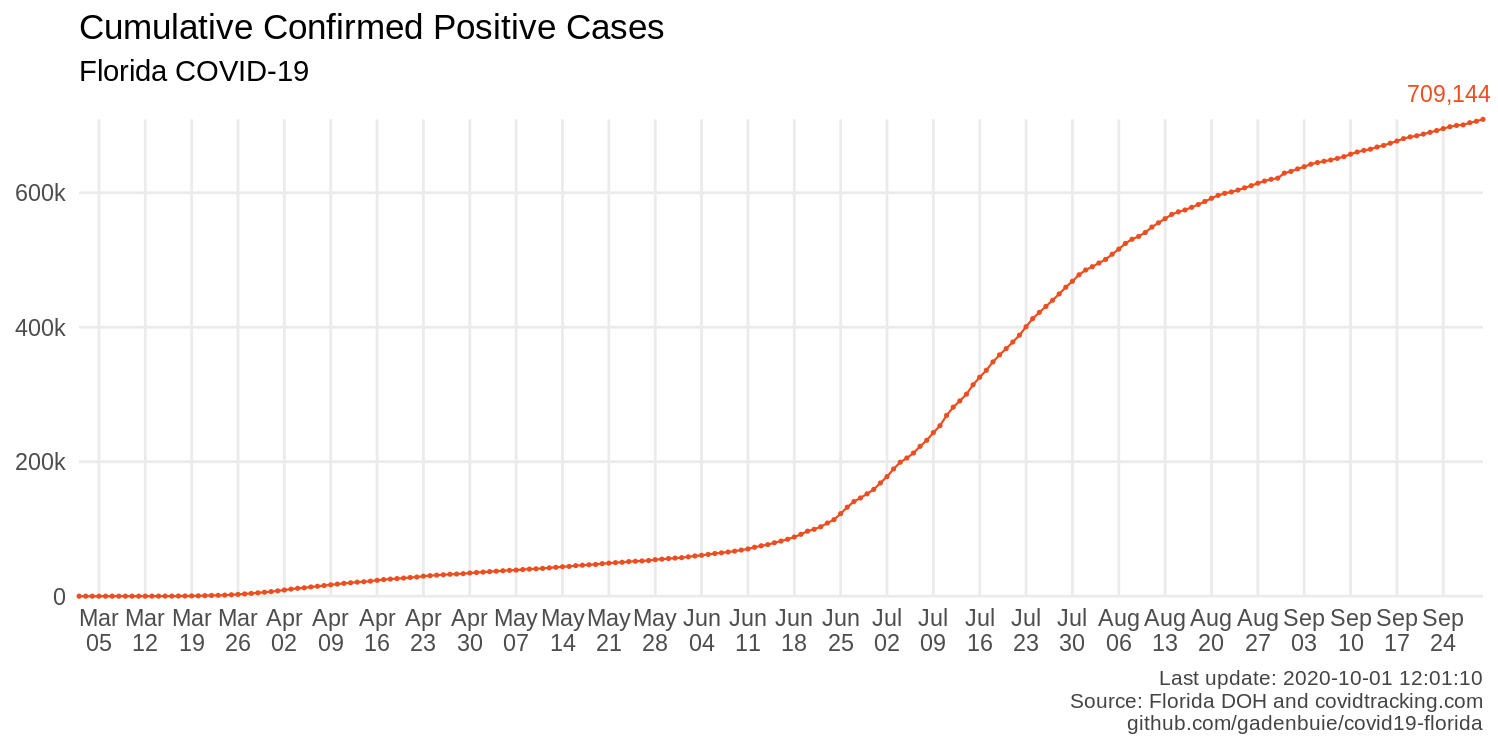 Cumulative Confirmed Positive Cases
Florida COVID-19
709,144
600k
400k
200k
0
Mar Mar Mar Mar Apr Apr Apr Apr Apr May May May May Jun Jun Jun Jun Jul Jul Jul Jul Jul Aug Aug Aug Aug Sep Sep Sep Sep
05 12 19 26 02 09 16 23 30 07 14 21 28 04 11 18 25 02 09 16 23 30 06 13 20 27 03 10 17 24
Last update: 2020-10-01 12:01:10
Source: Florida DOH and covidtracking.com
github.com/gadenbuie/covid19-florida